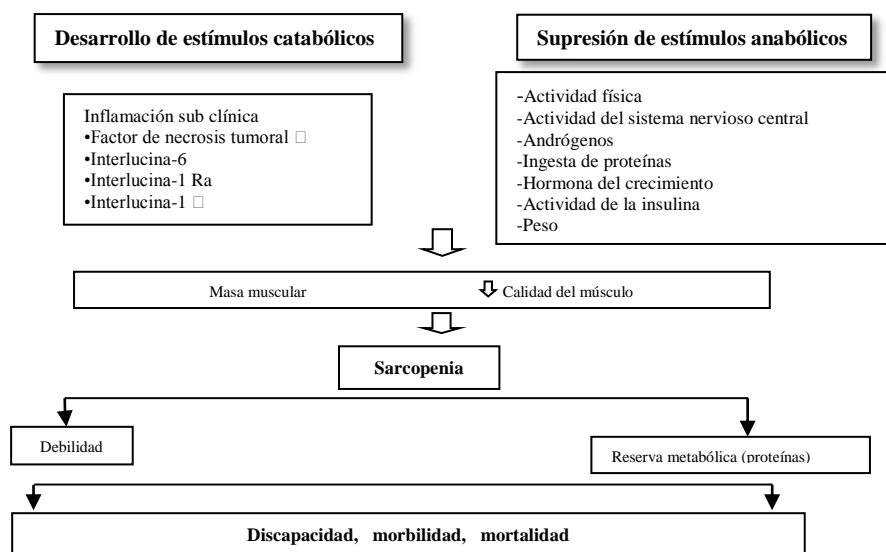 Desarrollo de estímulos catabólicos
Supresión de estímulos anabólicos
Inflamación sub clínica
•Factor de necrosis tumoral □
•Interlucina-6
•Interlucina-1 Ra
•Interlucina-1 □
-Actividad física
-Actividad del sistema nervioso central
-Andrógenos
-Ingesta de proteínas
-Hormona del crecimiento
-Actividad de la insulina
-Peso
Masa muscular
Calidad del músculo
Sarcopenia
Debilidad
Reserva metabólica (proteínas)
Discapacidad, morbilidad, mortalidad